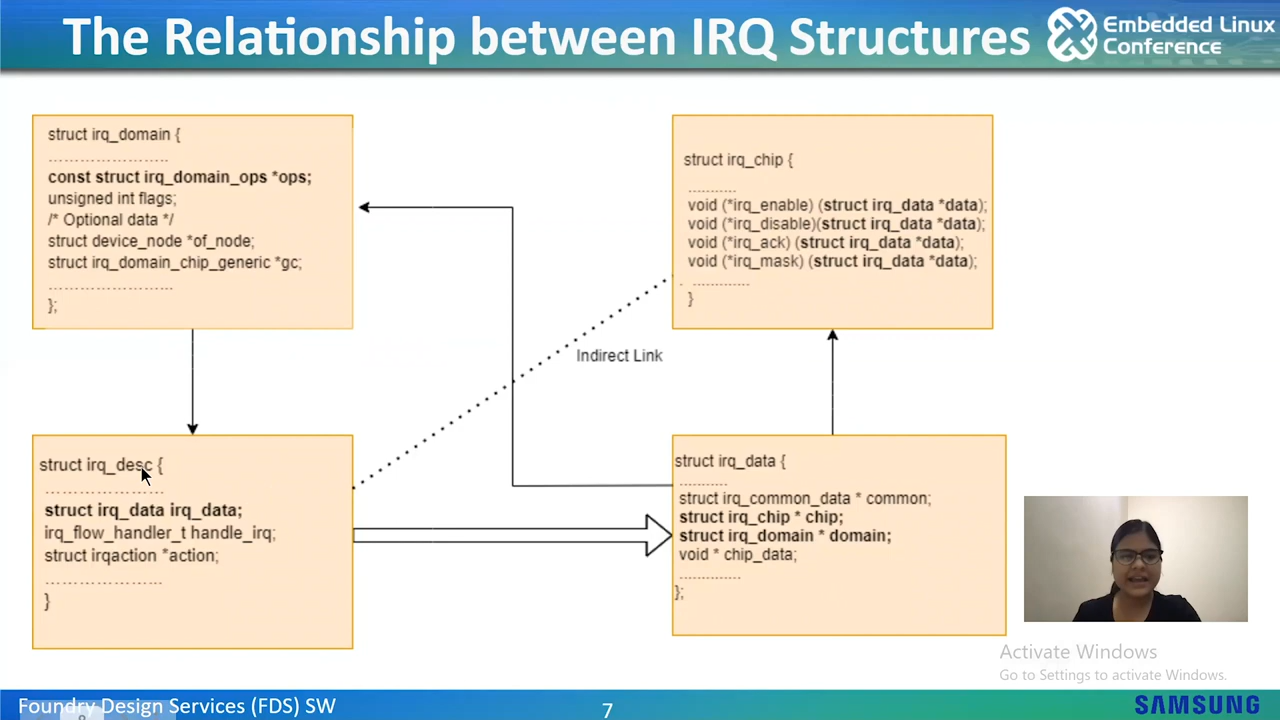 The Relationship between IRQ Structures
Embedded Linux
Conference
struct irq_domain {
........................
const struct irq_domain_ops *ops;
unsigned int flags;
/* Optional data */
struct device_node *of_node;
struct irq_domain_chip_generic *gc;
.........................
};
struct irq_chip {
............
void (*irq_enable) (struct irq_data *data);
void (*irq_disable)(struct irq_data *data);
void (*irq_ack) (struct irq_data *data);
void (*irq_mask) (struct irq_data *data);
. ..............
}
Indirect Link
struct irq_desc {
........................
struct irq_data irq_data;
irq_flow_handler_t handle_irq;
struct irqaction *action;
.......................
}
struct irq_data {
............
struct irq_common_data * common;
struct irq_chip * chip;
struct irq_domain * domain;
void * chip_data;
...............
};
Activate Windows
Go to Settings to activate Windows.
Foundry Design Services (FDS) SW
7
SAMSUNG